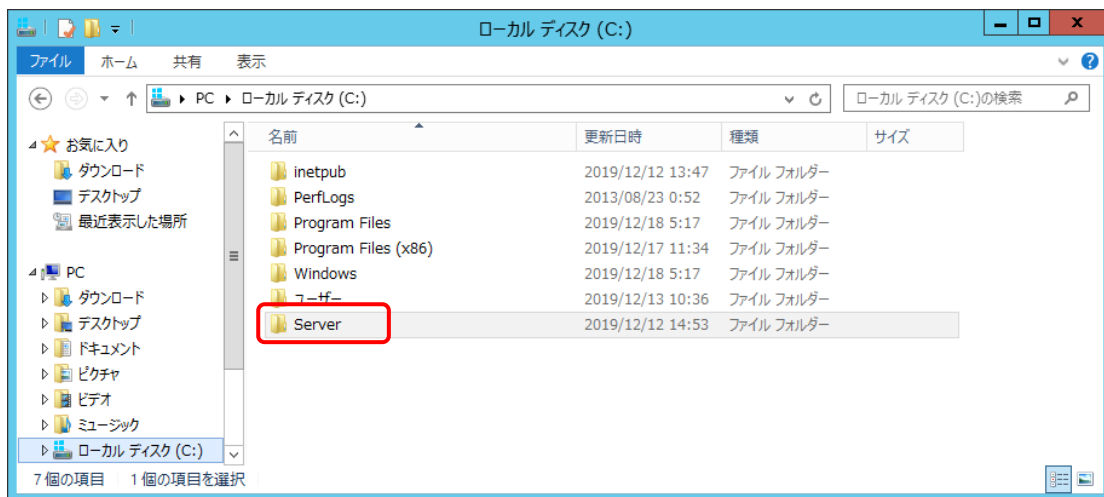 ローカル ディスク (C:)
ファイル ホーム 共有 表示
PC ローカル ディスク (C:) ローカル ディスク (C:)の検索
お気に入り
ダウンロード
デスクトップ
最近表示した場所
PC
ダウンロード
デスクトップ
ドキュメント
ピクチャ
ビデオ
ミュージック
ローカル ディスク (C:)
名前 更新日時 種類 サイズ
inetpub 2019/12/12 13:47 ファイル フォルダー
PerfLogs 2013/08/23 0:52 ファイル フォルダー
Program Files 2019/12/18 5:17 ファイル フォルダー
Program Files (x86) 2019/12/17 11:34 ファイル フォルダー
Windows 2019/12/18 5:17 ファイル フォルダー
ユーザー 2019/12/13 10:36 ファイル フォルダー
Server 2019/12/12 14:53 ファイル フォルダー
7 個の項目 1 個の項目を選択